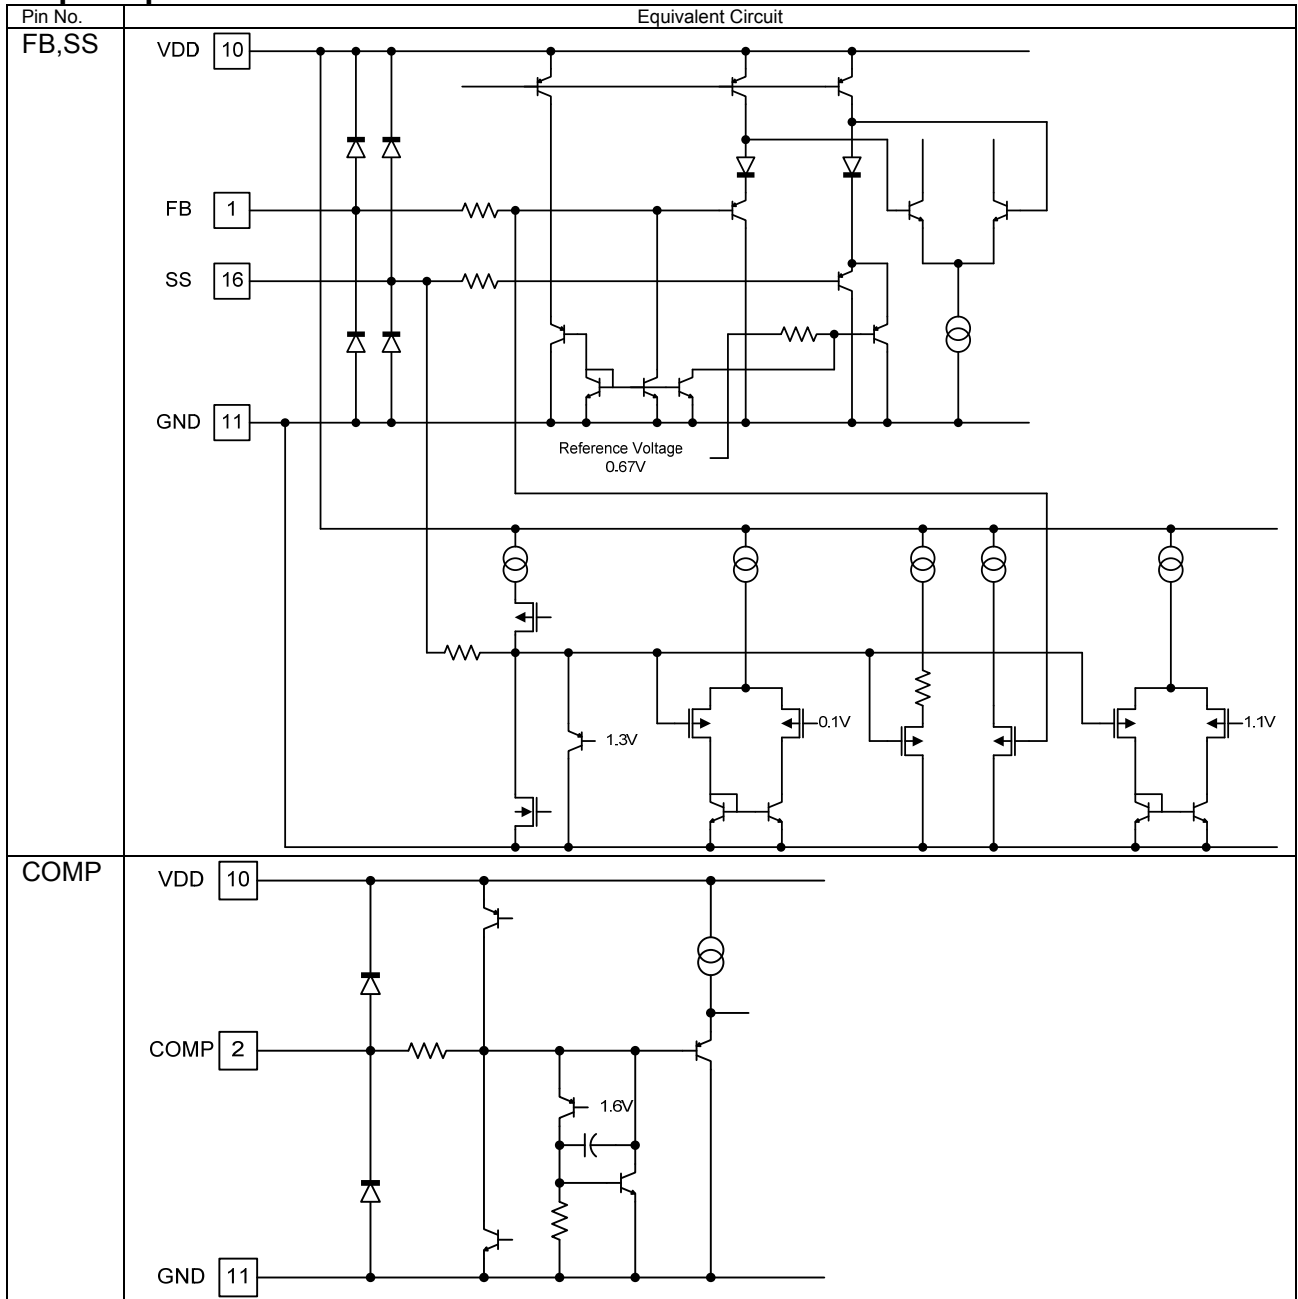 Pin No. Equivalent Circuit
FB,SS
VDD 10
FB 1
SS 16
GND 11
Reference Voltage
0.67V
1.3V
0.1V
1.1V
COMP
VDD 10
COMP 2
1.6V
GND 11